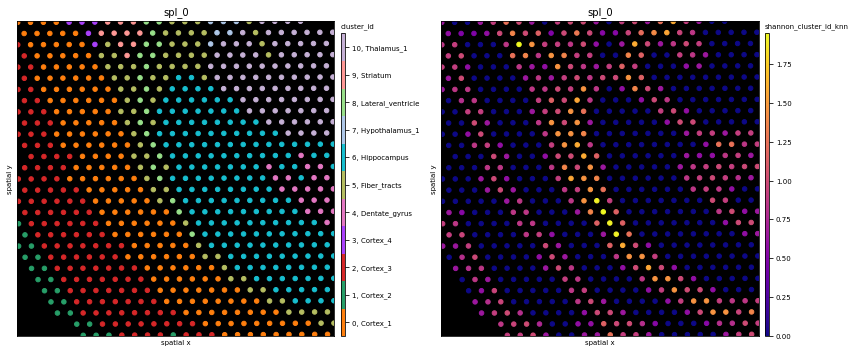 spl_0
cluster_id
10, Thalamus_1
9, Striatum
8, Lateral_ventricle
7, Hypothalamus_1
6, Hippocampus
5, Fiber_tracts
4, Dentate_gyrus
3, Cortex_4
2, Cortex_3
1, Cortex_2
0, Cortex_1
spatial y
spatial x
spl_0
shannon_cluster_id_knn
1.75
1.50
1.25
1.00
0.75
0.50
0.25
0.00
spatial y
spatial x